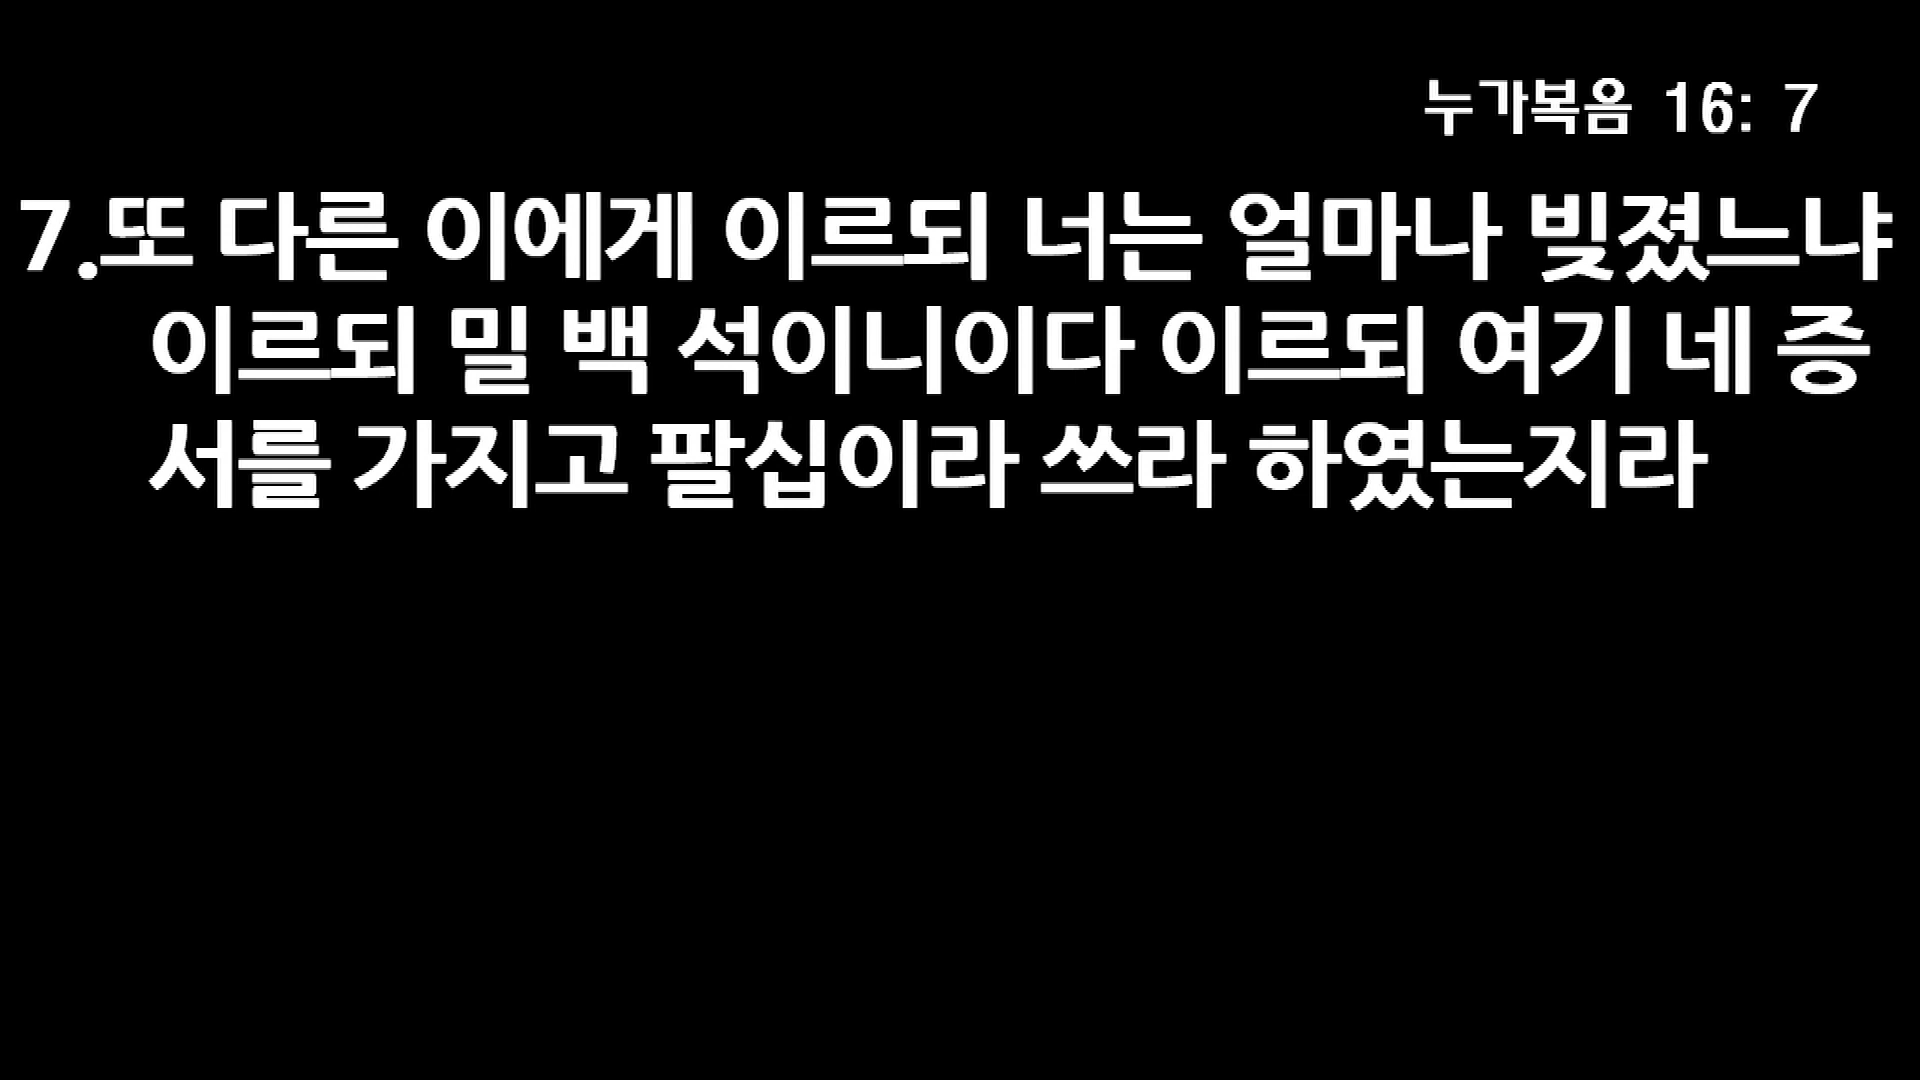 누가복음 16: 7
7.또 다른 이에게 이르되 너는 얼마나 빚졌느냐
이르되 밀 백 석이니이다 이르되 여기 네 증
서를 가지고 팔십이라 쓰라 하였는지라